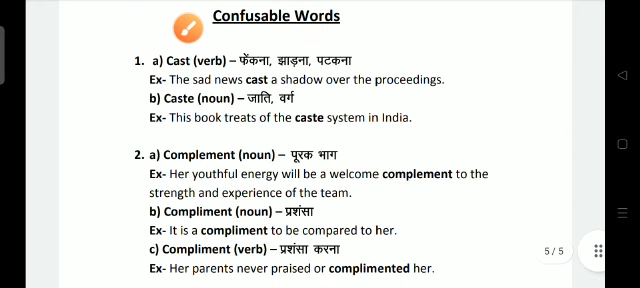 Confusable Words
1. a) Cast (verb) – फेंकना, झाड़ना, पटकना
Ex- The sad news cast a shadow over the proceedings.
b) Caste (noun) – जाति, वर्ग
Ex- This book treats of the caste system in India.
2. a) Complement (noun) – पूरक भाग
Ex- Her youthful energy will be a welcome complement to the
strength and experience of the team.
b) Compliment (noun) – प्रशंसा
Ex- It is a compliment to be compared to her.
c) Compliment (verb) – प्रशंसा करना
Ex- Her parents never praised or complimented her.
5 / 5